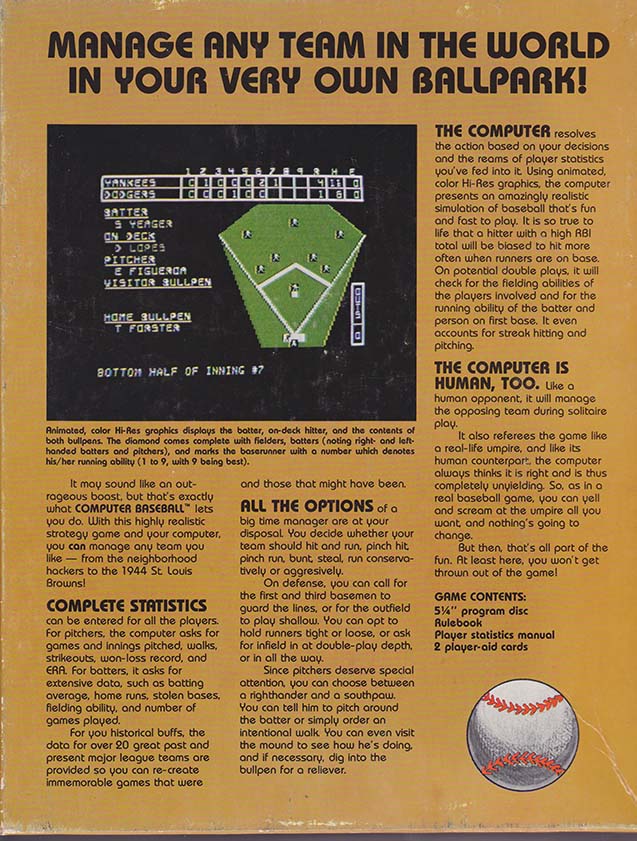 MANAGE ANY TEAM IN THE WORLD
IN YOUR VERY OWN BALLPARK!
1 2 3 4 5 6 7 8 9 R H E
YANKEES 0 1 0 0 0 2 1 4 11 0
DODGERS 0 1 0 0 0 0 1 6 0
BATTER
S YEAGER
ON DECK
D LOPES
PITCHER
E FIGUEROA
VISITOR BULLPEN
HOME BULLPEN
T FORSTER
OUTS
0
BOTTOM HALF OF INNING #7
Animated, color Hi-Res graphics displays the batter, on-deck hitter, and the contents of
both bullpens. The diamond comes complete with fielders, batters (noting right- and left-
handed batters and pitchers), and marks the baserunner with a number which denotes
his/her running ability (1 to 9, with 9 being best).
It may sound like an out-
rageous boast, but that's exactly
what COMPUTER BASEBALL™ lets
you do. With this highly realistic
strategy game and your computer,
you can manage any team you
like — from the neighborhood
hackers to the 1944 St. Louis
Browns!
COMPLETE STATISTICS
can be entered for all the players.
For pitchers, the computer asks for
games and innings pitched, walks,
strikeouts, won-loss record, and
ERA. For batters, it asks for
extensive data, such as batting
average, home runs, stolen bases,
fielding ability, and number of
games played.
For you historical buffs, the
data for over 20 great past and
present major league teams are
provided so you can re-create
immemorable games that were
and those that might have been.
ALL THE OPTIONS of a
big time manager are at your
disposal. You decide whether your
team should hit and run, pinch hit,
pinch run, bunt, steal, run conserva-
tively or aggresively.
On defense, you can call for
the first and third basemen to
guard the lines, or for the outfield
to play shallow. You can opt to
hold runners tight or loose, or ask
for infield in at double-play depth,
or in all the way.
Since pitchers deserve special
attention, you can choose between
a righthander and a southpaw.
You can tell him to pitch around
the batter or simply order an
intentional walk. You can even visit
the mound to see how he's doing,
and if necessary, dig into the
bullpen for a reliever.
THE COMPUTER resolves
the action based on your decisions
and the reams of player statistics
you've fed into it. Using animated,
color Hi-Res graphics, the computer
presents an amazingly realistic
simulation of baseball that's fun
and fast to play. It is so true to
life that a hitter with a high RBI
total will be biased to hit more
often when runners are on base.
On potential double plays, it will
check for the fielding abilities of
the players involved and for the
running ability of the batter and
person on first base. It even
accounts for streak hitting and
pitching.
THE COMPUTER IS
HUMAN, TOO. Like a
human opponent, it will manage
the opposing team during solitaire
play.
It also referees the game like
a real-life umpire, and like its
human counterpart, the computer
always thinks it is right and is thus
completely unyielding. So, as in a
real baseball game, you can yell
and scream at the umpire all you
want, and nothing's going to
change.
But then, that's all part of the
fun. At least here, you won't get
thrown out of the game!
GAME CONTENTS:
5¼" program disc
Rulebook
Player statistics manual
2 player-aid cards